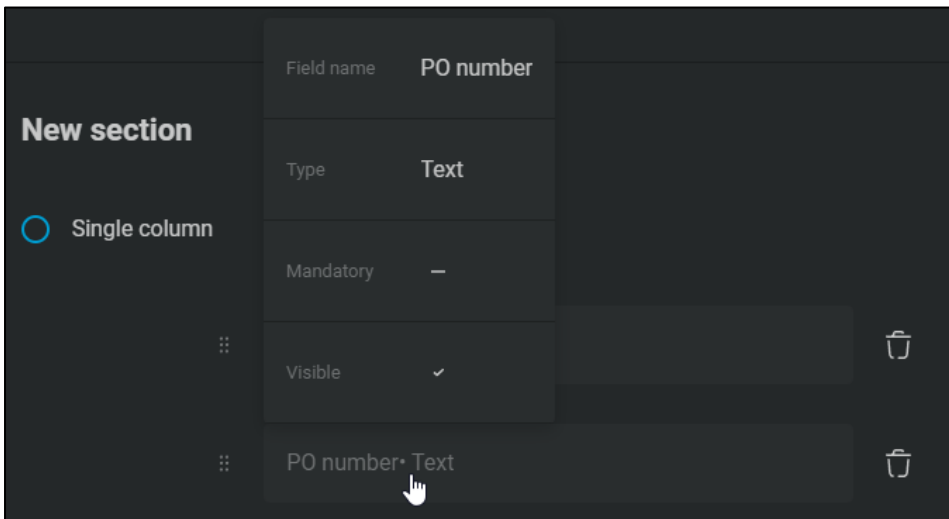 Field name PO number
New section
Type Text
Single column
Mandatory —
Visible ✓
PO number• Text